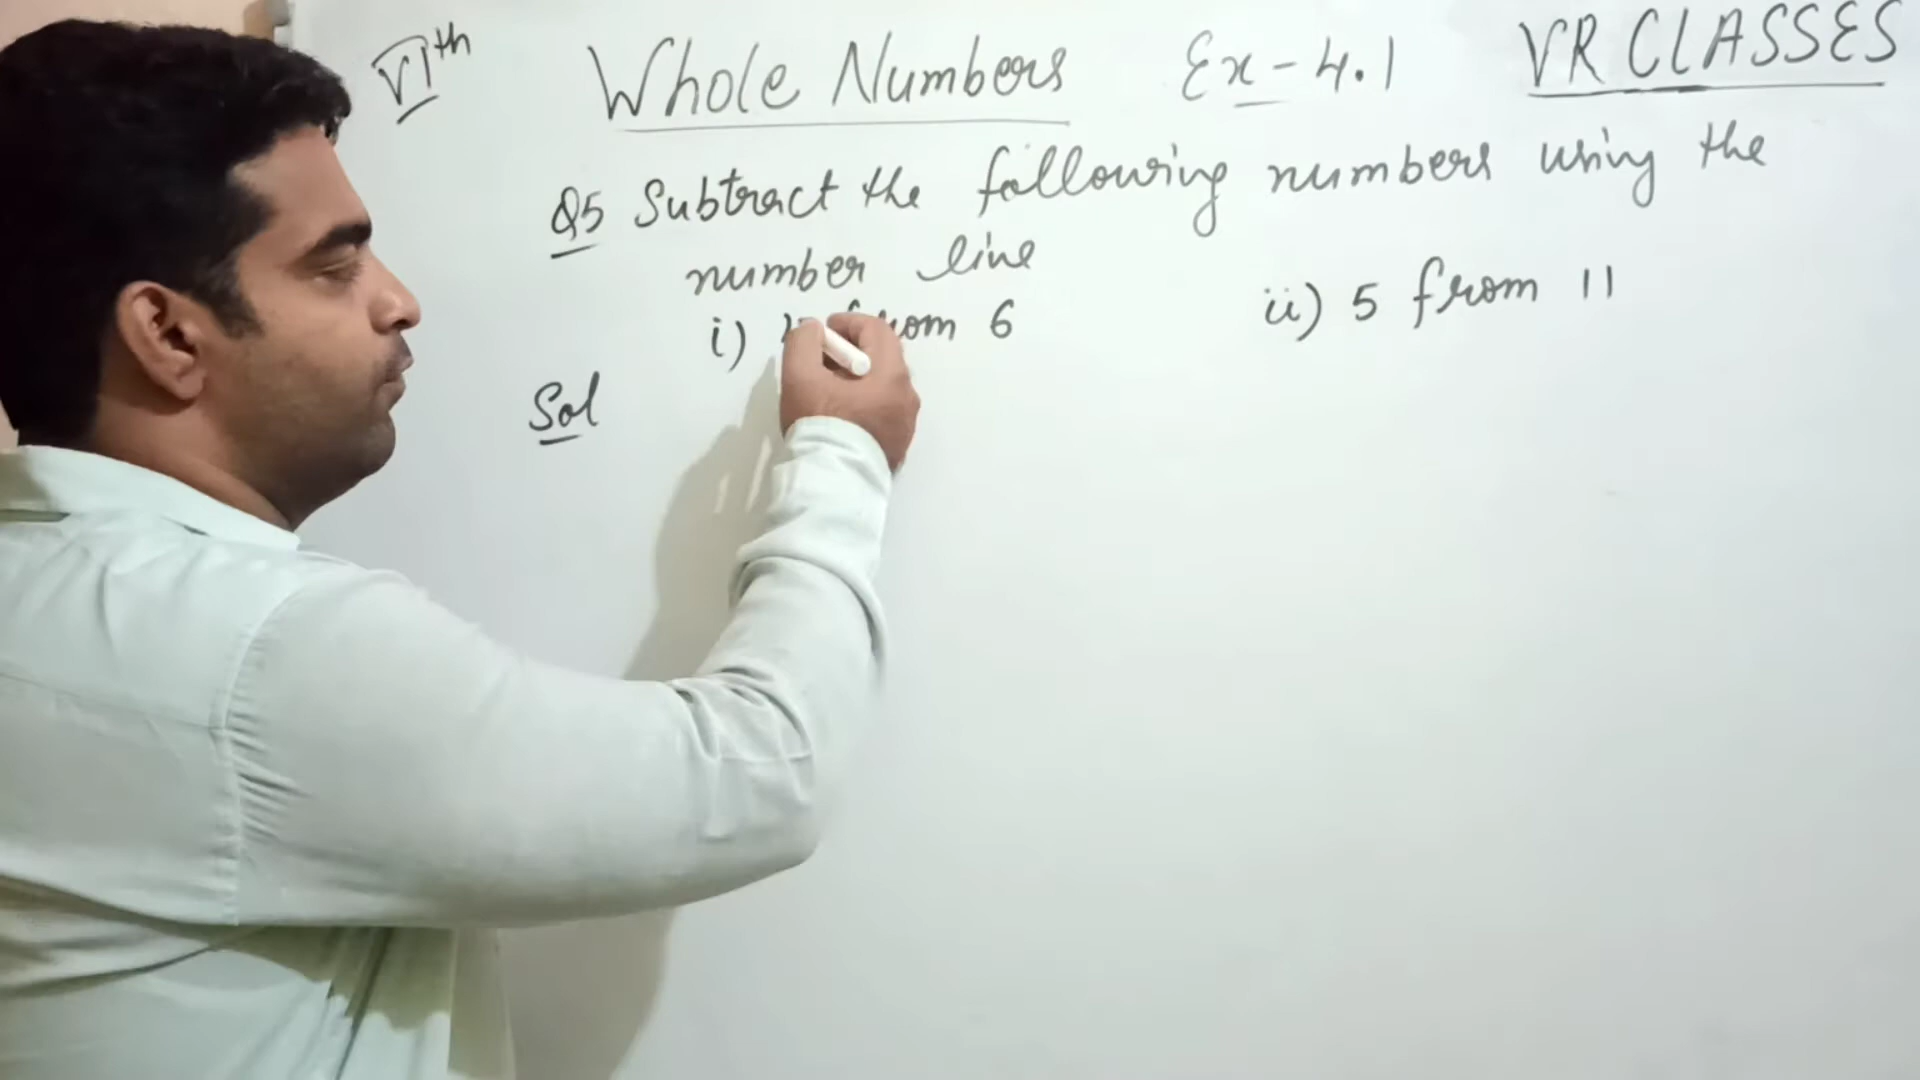 VIth Whole Numbers Ex-4.1 VR CLASSES
Q5 Subtract the following numbers using the
number line
i) from 6 ii) 5 from 11
Sol